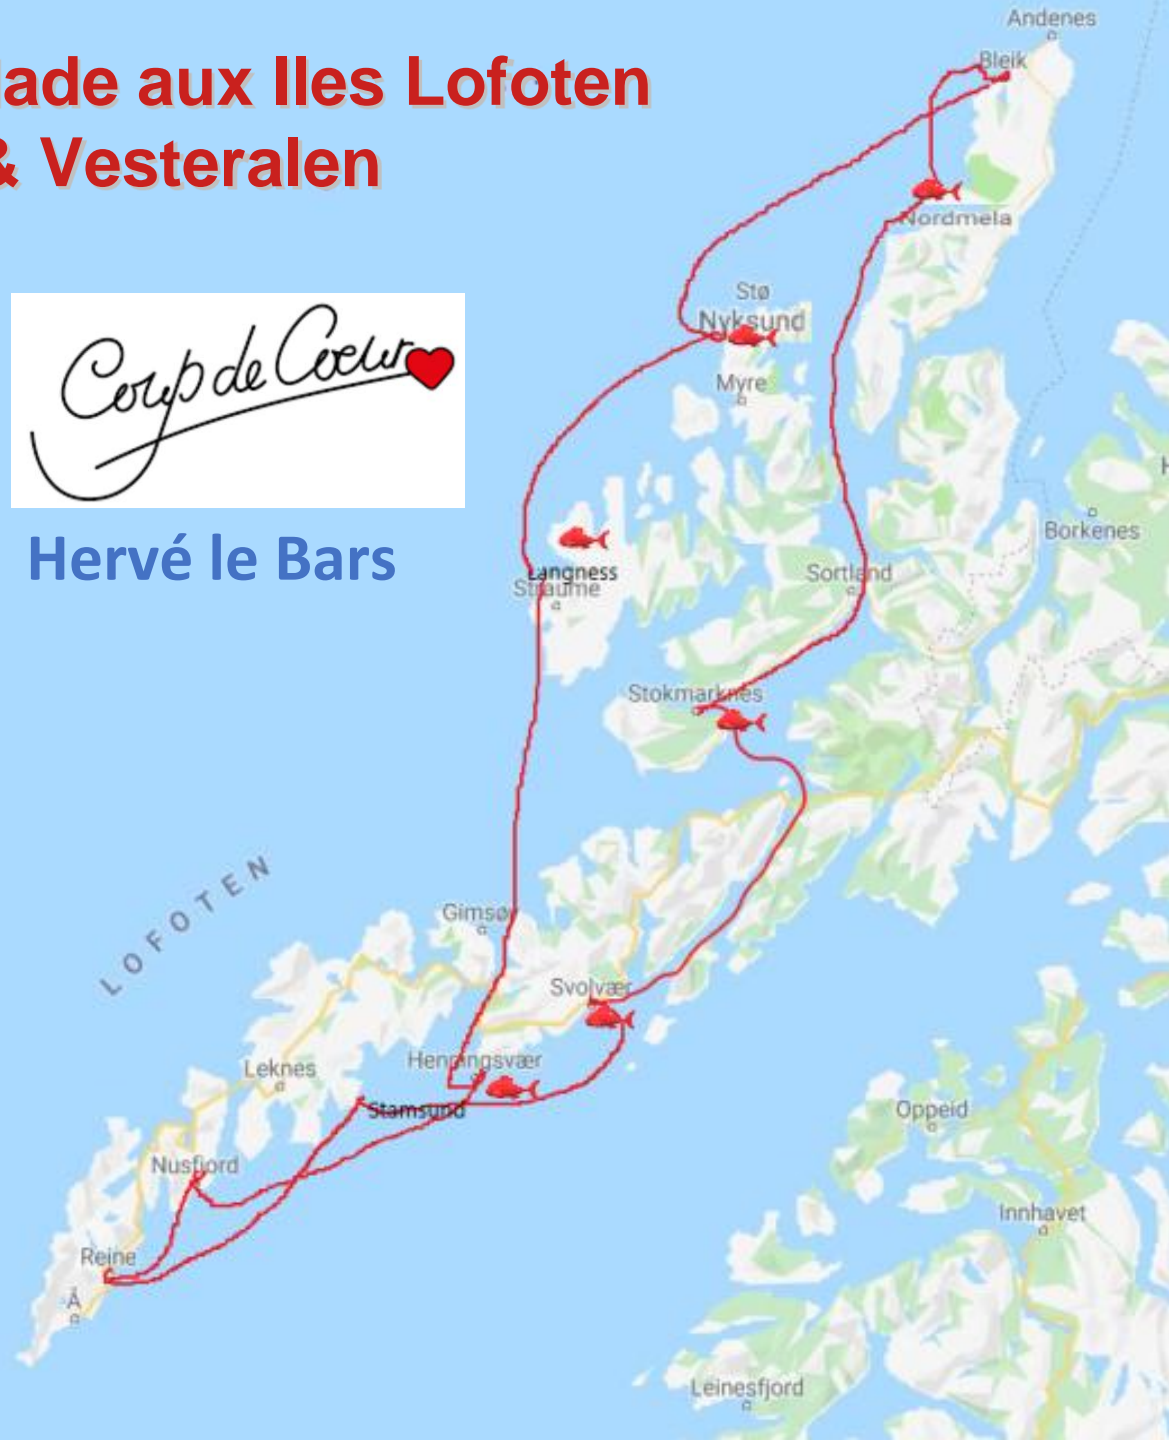 lade aux Iles Lofoten
& Vesteralen
Coup de Coeur
Hervé le Bars
Andenes
Bleik
Nordmela
Stø
Nyksund
Myre
Borkenes
H
Langness
Straume
Sortland
Stokmarknes
LOFOTEN
Gimsøy
Svolvær
Henningsvær
Leknes
Stamsund
Oppeid
Nusfjord
Innhavet
Reine
Å
Leinesfjord